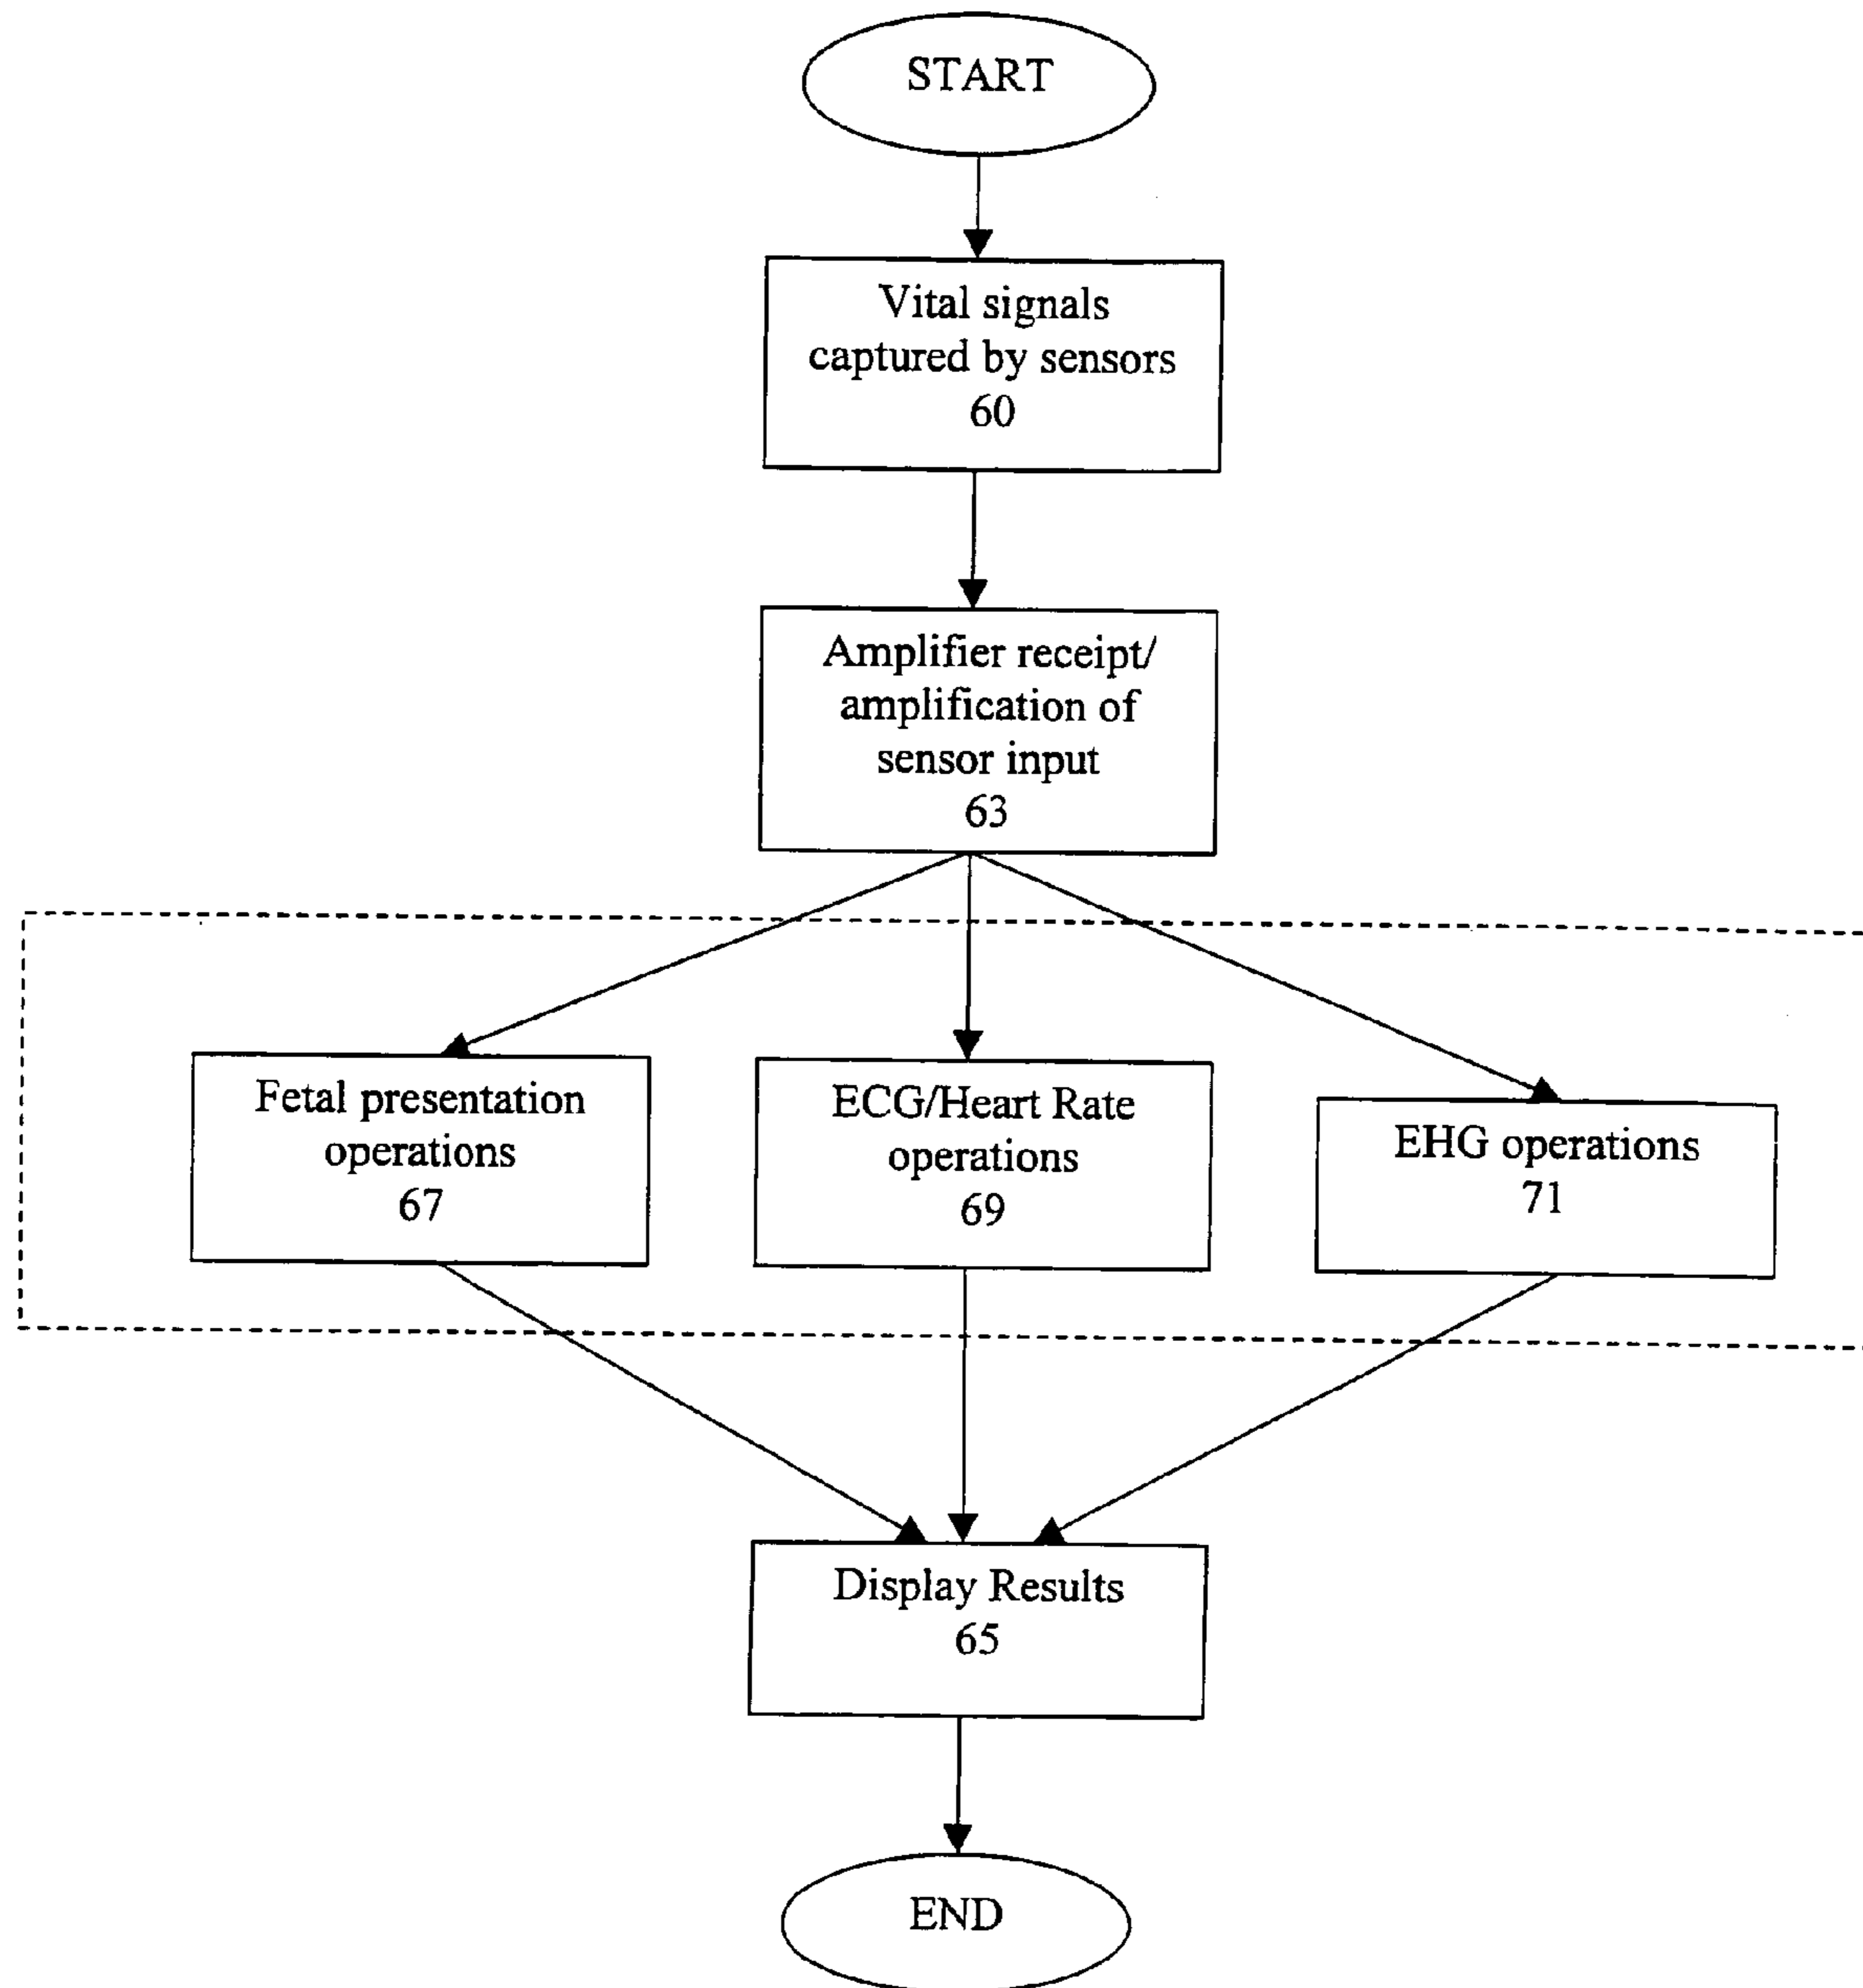 START
Vital signals
captured by sensors
60
Amplifier receipt/
amplification of
sensor input
63
Fetal presentation
operations
67
ECG/Heart Rate
operations
69
EHG operations
71
Display Results
65
END